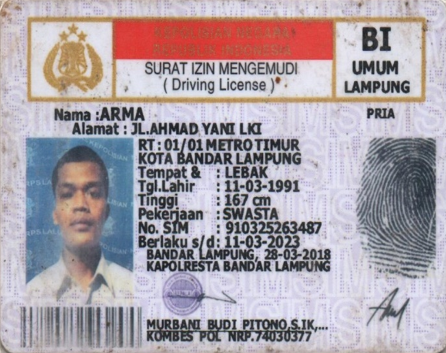 KEPOLISIAN NEGARA
REPUBLIK INDONESIA
SURAT IZIN MENGEMUDI
( Driving License )
BI
UMUM
LAMPUNG
Nama :ARMA
PRIA
Alamat : JL.AHMAD YANI LKI
RT : 01/01 METRO TIMUR
KOTA BANDAR LAMPUNG
Tempat & : LEBAK
Tgl.Lahir : 11-03-1991
Tinggi : 167 cm
Pekerjaan : SWASTA
No. SIM : 910325263487
Berlaku s/d : 11-03-2023
BANDAR LAMPUNG, 28-03-2018
KAPOLRESTA BANDAR LAMPUNG
MURBANI BUDI PITONO,S.IK,...
KOMBES POL NRP.74030377